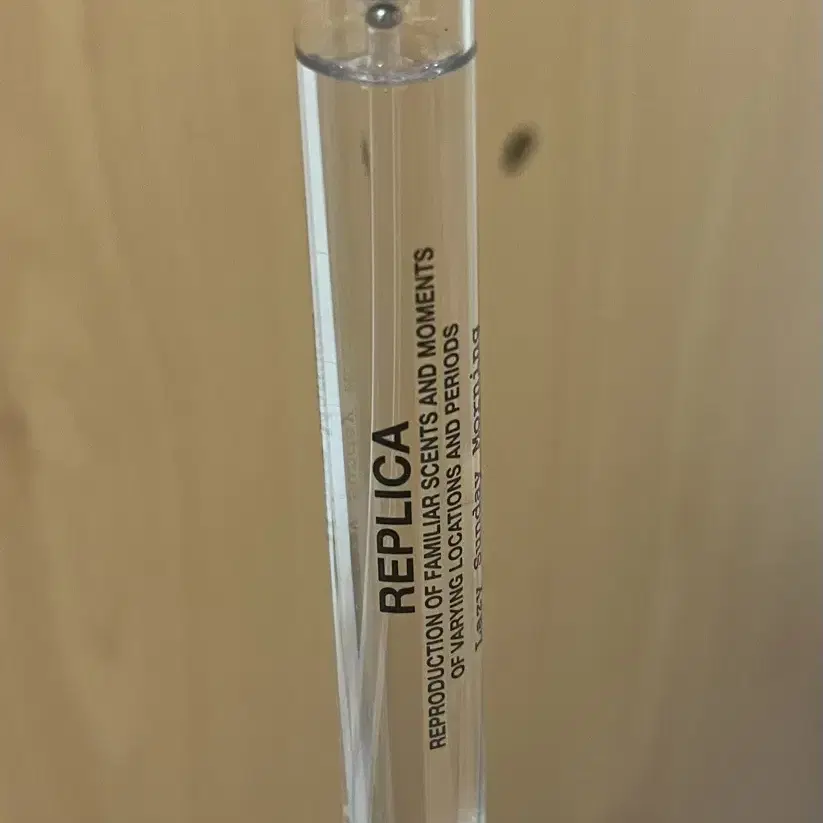 REPLICA
REPRODUCTION OF FAMILIAR SCENTS AND MOMENTS
OF VARYING LOCATIONS AND PERIODS
Lazy Sunday Morning